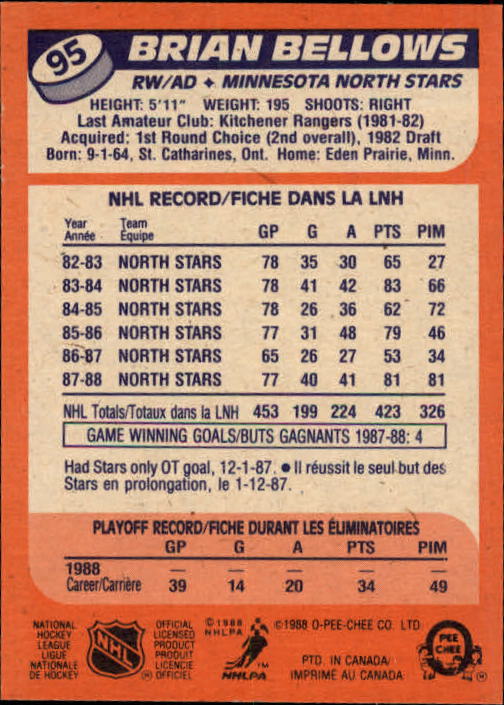 95
BRIAN BELLOWS
RW/AD ✦ MINNESOTA NORTH STARS
HEIGHT: 5'11" WEIGHT: 195 SHOOTS: RIGHT
Last Amateur Club: Kitchener Rangers (1981-82)
Acquired: 1st Round Choice (2nd overall), 1982 Draft
Born: 9-1-64, St. Catharines, Ont. Home: Eden Prairie, Minn.
NHL RECORD/FICHE DANS LA LNH
Year Team
Année Équipe GP G A PTS PIM
82-83 NORTH STARS 78 35 30 65 27
83-84 NORTH STARS 78 41 42 83 66
84-85 NORTH STARS 78 26 36 62 72
85-86 NORTH STARS 77 31 48 79 46
86-87 NORTH STARS 65 26 27 53 34
87-88 NORTH STARS 77 40 41 81 81
NHL Totals/Totaux dans la LNH 453 199 224 423 326
GAME WINNING GOALS/BUTS GAGNANTS 1987-88: 4
Had Stars only OT goal, 12-1-87. ● Il réussit le seul but des
Stars en prolongation, le 1-12-87.
PLAYOFF RECORD/FICHE DURANT LES ÉLIMINATOIRES
GP G A PTS PIM
1988 — — — — —
Career/Carrière 39 14 20 34 49
NATIONAL
HOCKEY
LEAGUE
LIGUE
NATIONALE
DE HOCKEY
NHL
®
OFFICIAL
LICENSED
PRODUCT
PRODUIT
LICENCIÉ
OFFICIEL
©1988
NHLPA
TM
NHLPA
©1988 O-PEE-CHEE CO. LTD
PTD. IN CANADA/
IMPRIMÉ AU CANADA
O
PEE
CHEE
®